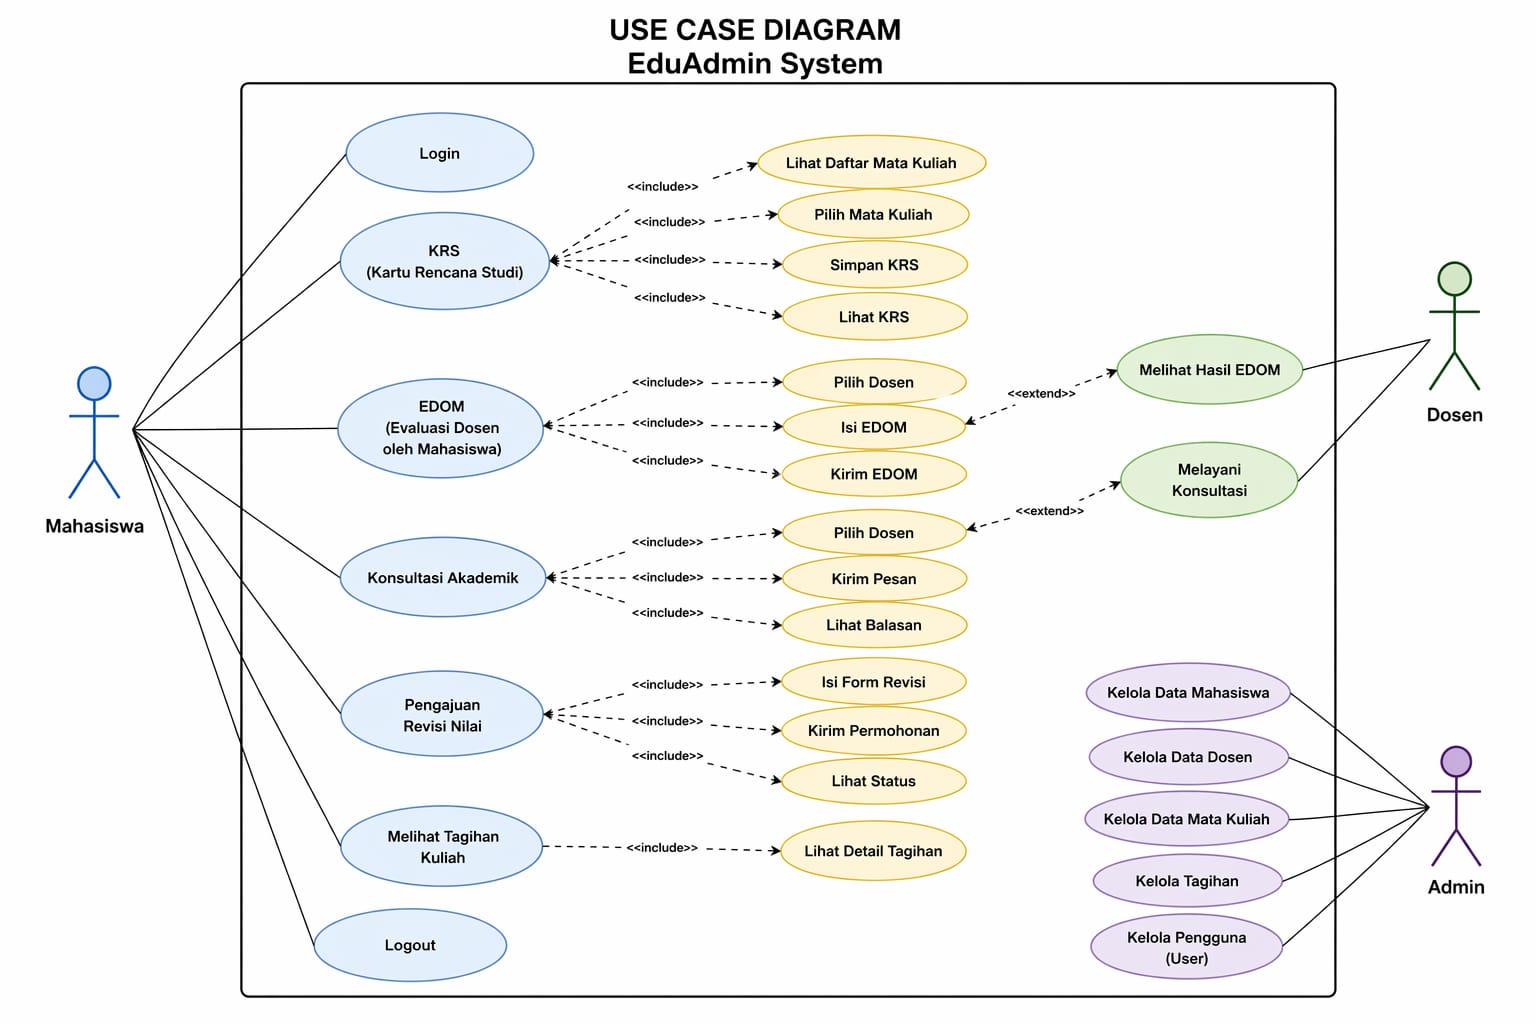 USE CASE DIAGRAM
EduAdmin System
Login
KRS
(Kartu Rencana Studi)
<<include>>
Lihat Daftar Mata Kuliah
<<include>>
Pilih Mata Kuliah
<<include>>
Simpan KRS
<<include>>
Lihat KRS
EDOM
(Evaluasi Dosen
oleh Mahasiswa)
<<include>>
Pilih Dosen
<<include>>
Isi EDOM
<<include>>
Kirim EDOM
<<extend>>
Melihat Hasil EDOM
Dosen
Mahasiswa
Konsultasi Akademik
<<include>>
Pilih Dosen
<<include>>
Kirim Pesan
<<include>>
Lihat Balasan
<<extend>>
Melayani
Konsultasi
Pengajuan
Revisi Nilai
<<include>>
Isi Form Revisi
<<include>>
Kirim Permohonan
<<include>>
Lihat Status
Melihat Tagihan
Kuliah
<<include>>
Lihat Detail Tagihan
Logout
Kelola Data Mahasiswa
Kelola Data Dosen
Kelola Data Mata Kuliah
Kelola Tagihan
Kelola Pengguna
(User)
Admin